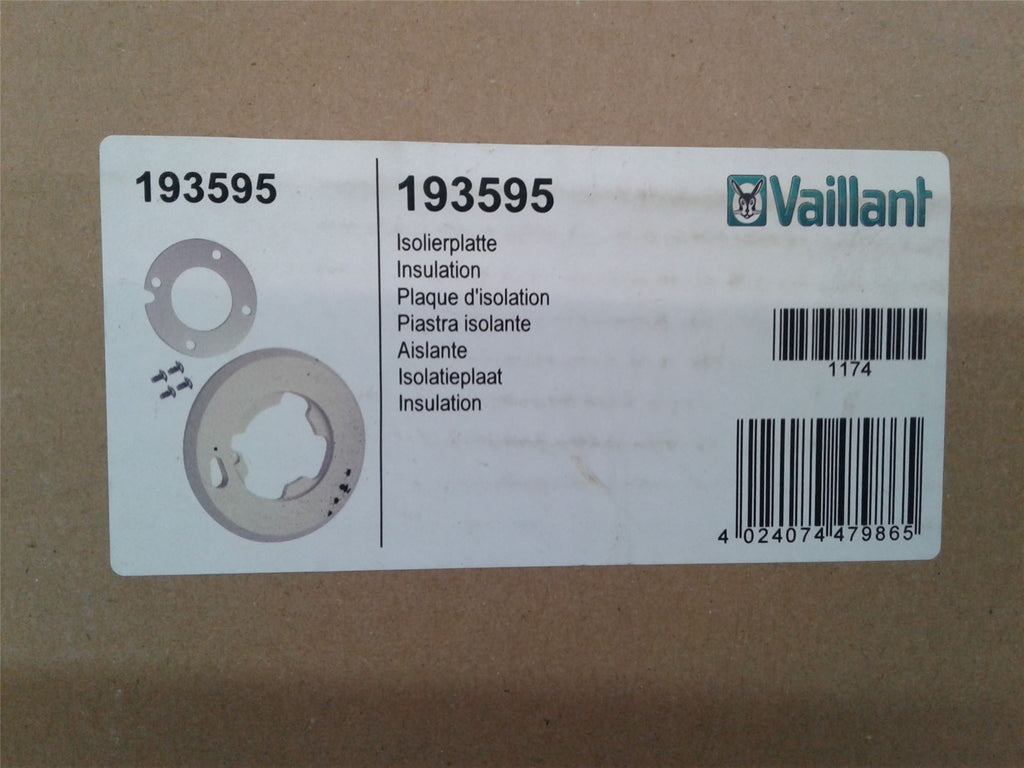 193595
193595
Vaillant
Isolierplatte
Insulation
Plaque d'isolation
Piastra isolante
Aislante
Isolatieplaat
Insulation
1174
4 024074 479865